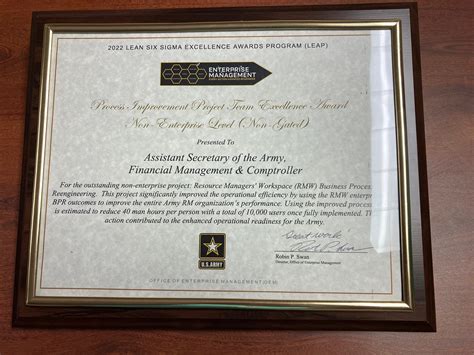 2022 LEAN SIX SIGMA EXCELLENCE AWARDS PROGRAM (LEAP)
ENTERPRISE
MANAGEMENT
Process Improvement Project Team Excellence Award
Non-Enterprise Level (Non-Gated)
Presented To
Assistant Secretary of the Army,
Financial Management & Comptroller
For the outstanding non-enterprise project: Resource Managers' Workspace (RMW) Business Process
Reengineering. This project significantly improved the operational efficiency by using the RMW enterpr
BPR outcomes to improve the entire Army RM organization's performance. Using the improved process
is estimated to reduce 40 man hours per person with a total of 10,000 users once fully implemented. Th
action contributed to the enhanced operational readiness for the Army.
Great work
Robin P. Swan
Director, Office of Enterprise Management
U.S. ARMY
OFFICE OF ENTERPRISE MANAGEMENT (OEM)